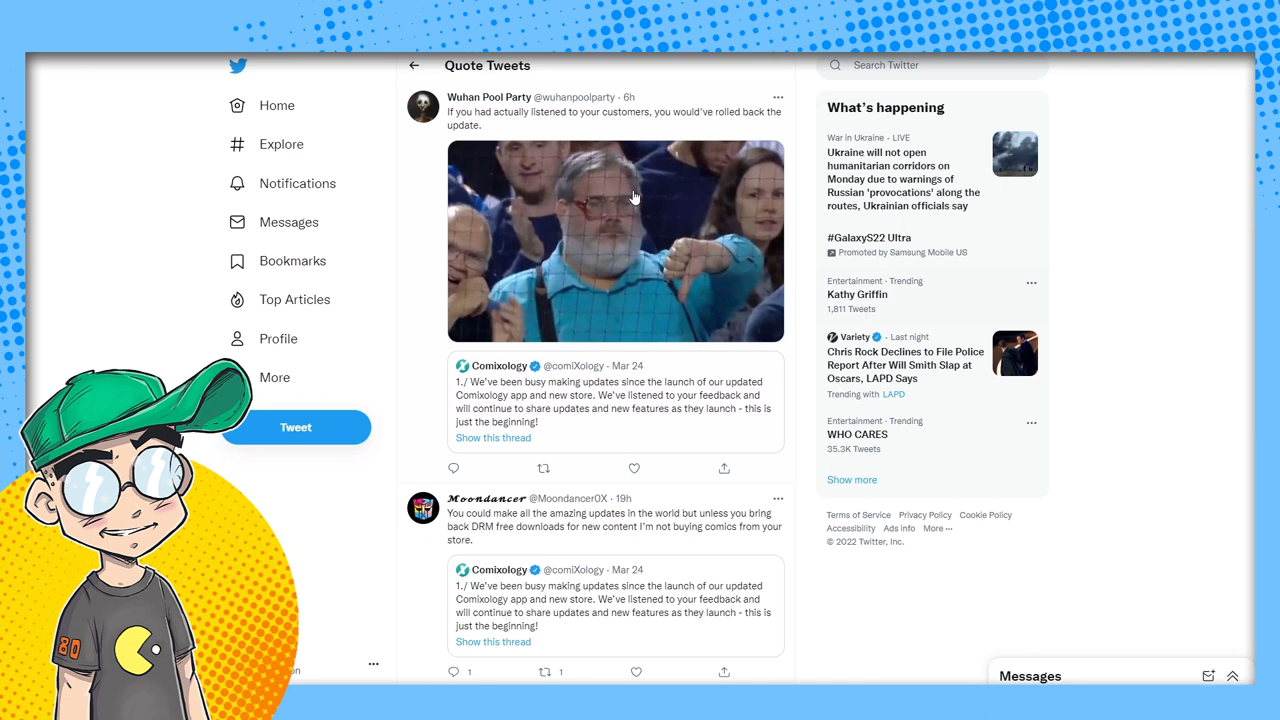 Home
Explore
Notifications
Messages
Bookmarks
Top Articles
Profile
More
Tweet
80
on
Quote Tweets
Wuhan Pool Party @wuhanpoolparty · 6h
If you had actually listened to your customers, you would've rolled back the
update.
Comixology @comiXology · Mar 24
1./ We've been busy making updates since the launch of our updated
Comixology app and new store. We've listened to your feedback and
will continue to share updates and new features as they launch - this is
just the beginning!
Show this thread
Moondancer @Moondancer0X · 19h
You could make all the amazing updates in the world but unless you bring
back DRM free downloads for new content I'm not buying comics from your
store.
Comixology @comiXology · Mar 24
1./ We've been busy making updates since the launch of our updated
Comixology app and new store. We've listened to your feedback and
will continue to share updates and new features as they launch - this is
just the beginning!
Show this thread
1 1
Search Twitter
What's happening
War in Ukraine · LIVE
Ukraine will not open
humanitarian corridors on
Monday due to warnings of
Russian 'provocations' along the
routes, Ukrainian officials say
#GalaxyS22 Ultra
Promoted by Samsung Mobile US
Entertainment · Trending
Kathy Griffin
1,811 Tweets
Variety · Last night
Chris Rock Declines to File Police
Report After Will Smith Slap at
Oscars, LAPD Says
Trending with LAPD
Entertainment · Trending
WHO CARES
35.3K Tweets
Show more
Terms of Service Privacy Policy Cookie Policy
Accessibility Ads info More ···
© 2022 Twitter, Inc.
Messages